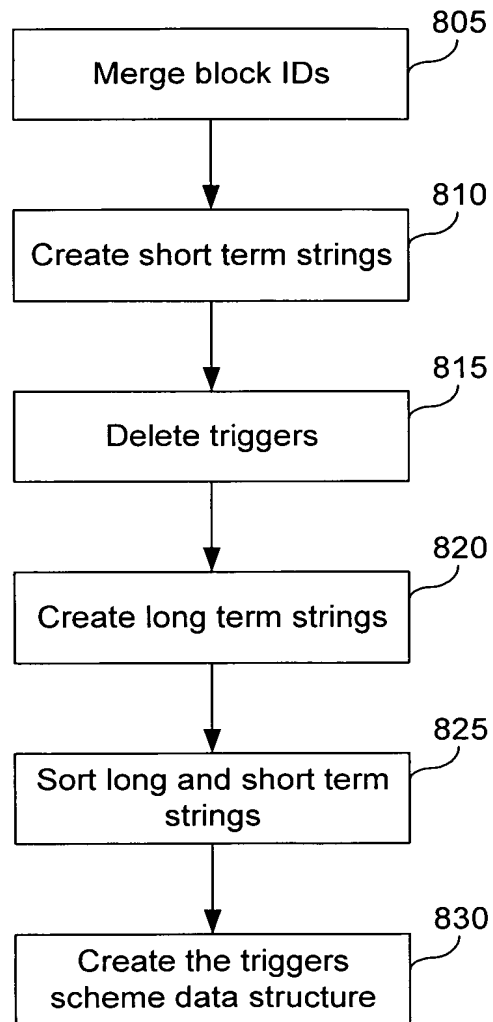 805
Merge block IDs
810
Create short term strings
815
Delete triggers
820
Create long term strings
825
Sort long and short term
strings
830
Create the triggers
scheme data structure